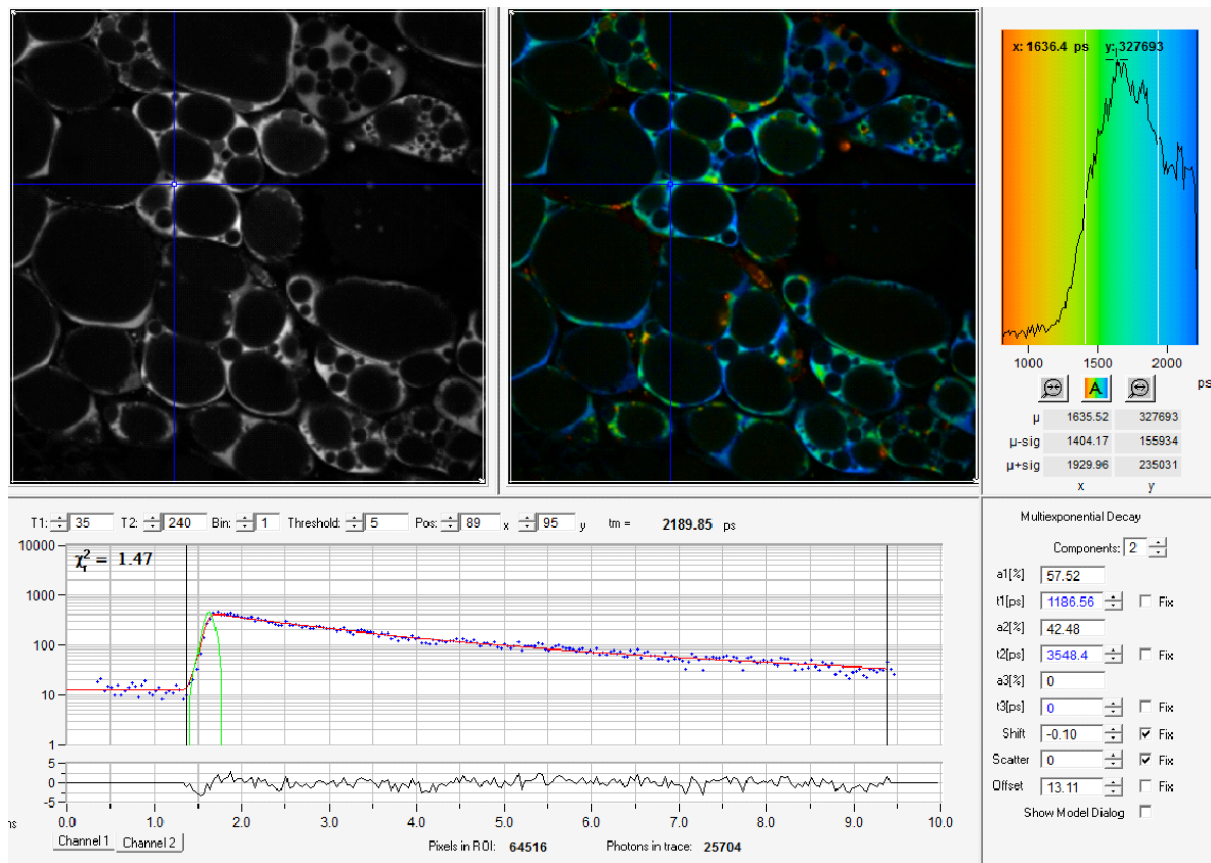 x: 1636.4 ps y: 327693
1000 1500 2000
ps
A
μ 1635.52 327693
μ-sig 1404.17 155934
μ+sig 1929.96 235031
x y
T1: 35 T2: 240 Bin: 1 Threshold: 5 Pos: 89 x 95 y tm = 2189.85 ps
χ²r = 1.47
10000
1000
100
10
1
5
0
-5
0.0 1.0 2.0 3.0 4.0 5.0 6.0 7.0 8.0 9.0 10.0
ns
Channel 1 Channel 2
Pixels in ROI: 64516 Photons in trace: 25704
Multiexponential Decay
Components: 2
a1[%] 57.52
t1[ps] 1186.56 Fix
a2[%] 42.48
t2[ps] 3548.4 Fix
a3[%] 0
t3[ps] 0 Fix
Shift -0.10 Fix
Scatter 0 Fix
Offset 13.11 Fix
Show Model Dialog